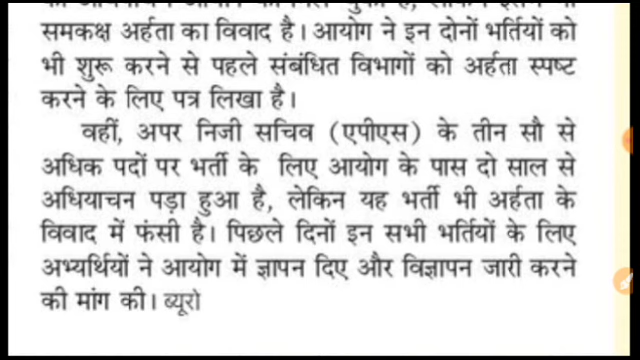 समकक्ष अर्हता का विवाद है। आयोग ने इन दोनों भर्तियों को
भी शुरू करने से पहले संबंधित विभागों को अर्हता स्पष्ट
करने के लिए पत्र लिखा है।
वहीं, अपर निजी सचिव (एपीएस) के तीन सौ से
अधिक पदों पर भर्ती के लिए आयोग के पास दो साल से
अधियाचन पड़ा हुआ है, लेकिन यह भर्ती भी अर्हता के
विवाद में फंसी है। पिछले दिनों इन सभी भर्तियों के लिए
अभ्यर्थियों ने आयोग में ज्ञापन दिए और विज्ञापन जारी करने
की मांग की। ब्यूरो